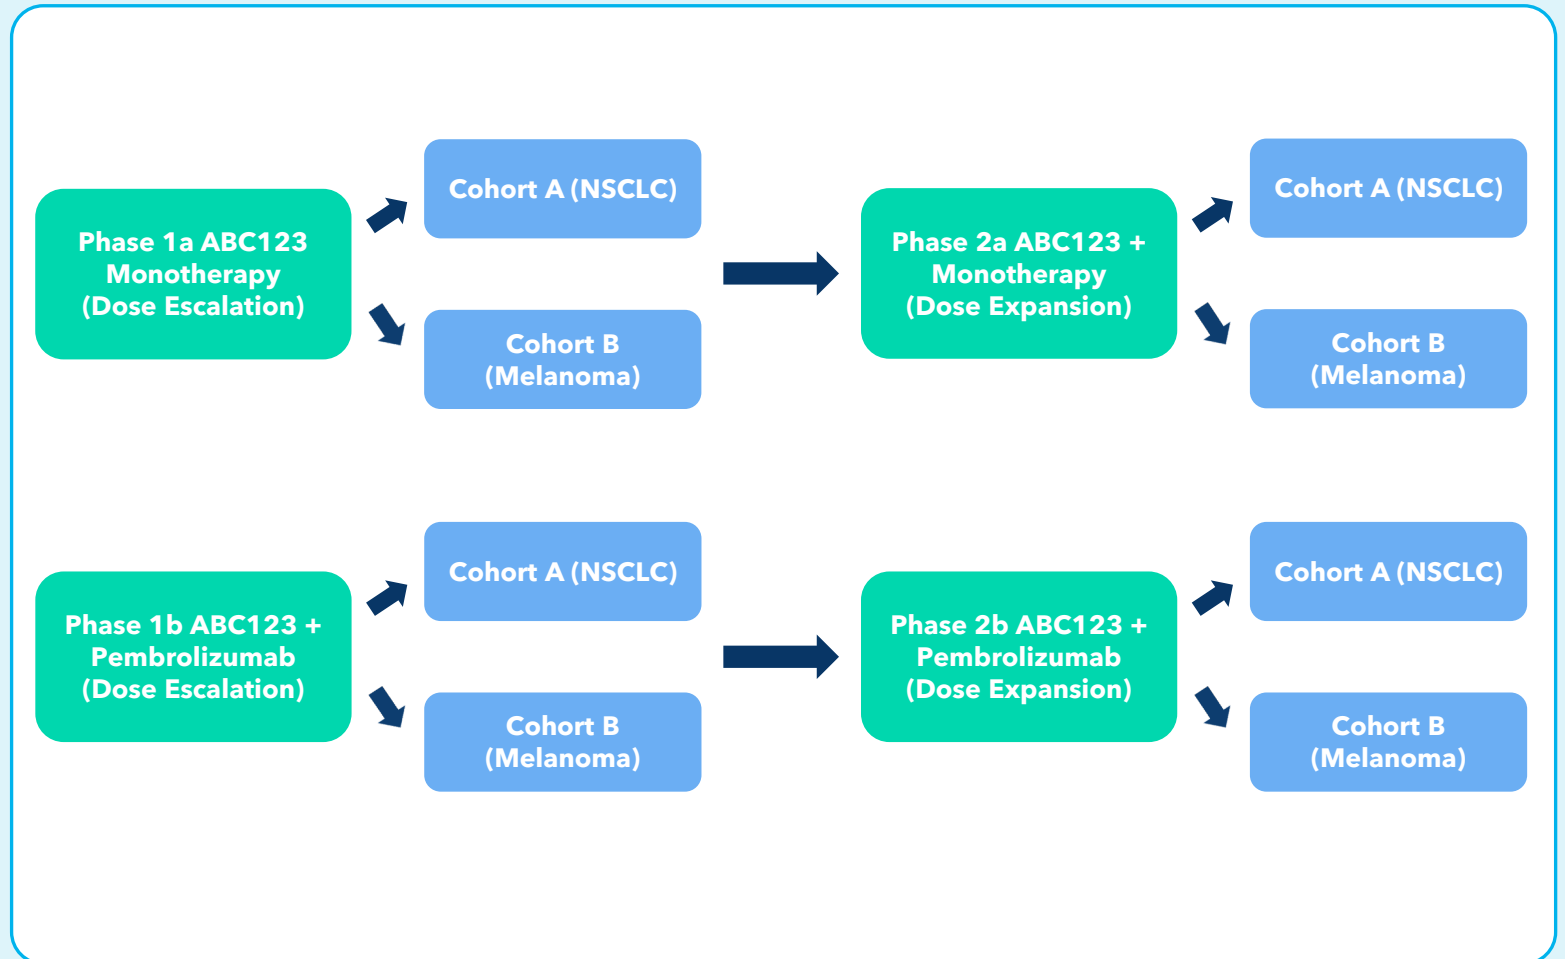 Phase 1a ABC123
Monotherapy
(Dose Escalation)
Cohort A (NSCLC)
Cohort B
(Melanoma)
Phase 2a ABC123 +
Monotherapy
(Dose Expansion)
Cohort A (NSCLC)
Cohort B
(Melanoma)
Phase 1b ABC123 +
Pembrolizumab
(Dose Escalation)
Cohort A (NSCLC)
Cohort B
(Melanoma)
Phase 2b ABC123 +
Pembrolizumab
(Dose Expansion)
Cohort A (NSCLC)
Cohort B
(Melanoma)